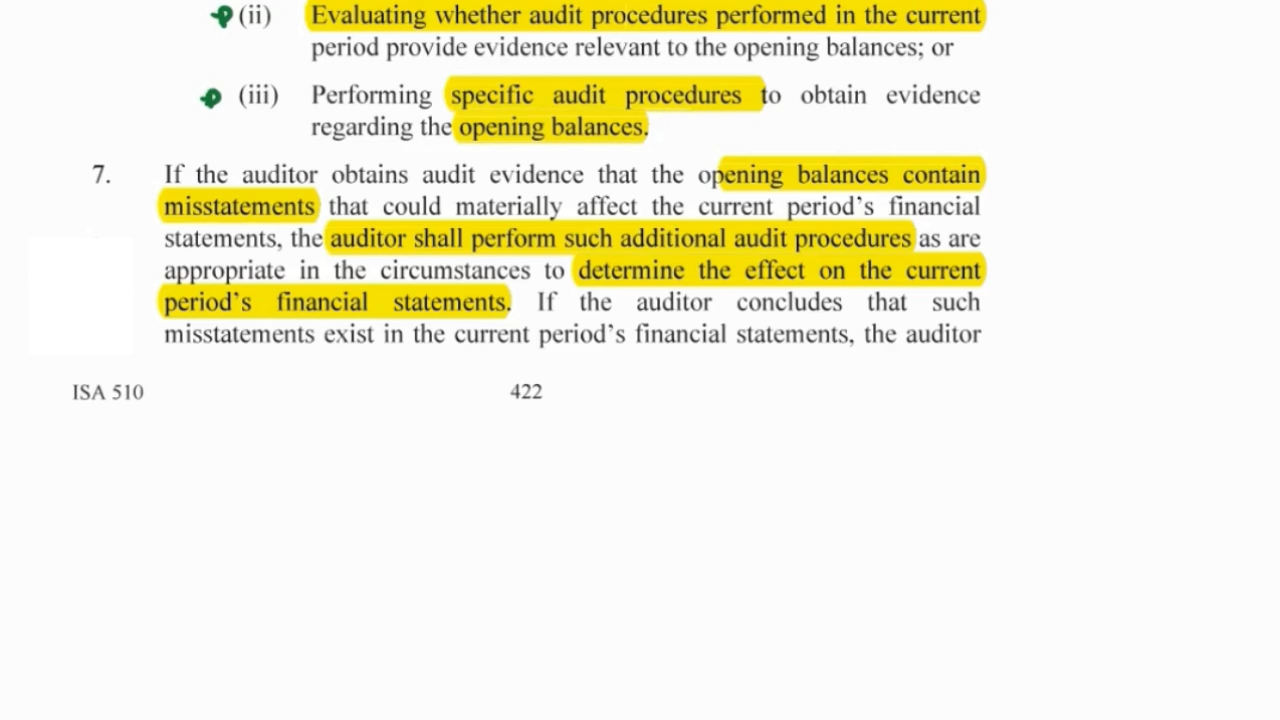 (ii) Evaluating whether audit procedures performed in the current
period provide evidence relevant to the opening balances; or
(iii) Performing specific audit procedures to obtain evidence
regarding the opening balances.
7. If the auditor obtains audit evidence that the opening balances contain
misstatements that could materially affect the current period’s financial
statements, the auditor shall perform such additional audit procedures as are
appropriate in the circumstances to determine the effect on the current
period’s financial statements. If the auditor concludes that such
misstatements exist in the current period’s financial statements, the auditor
ISA 510 422